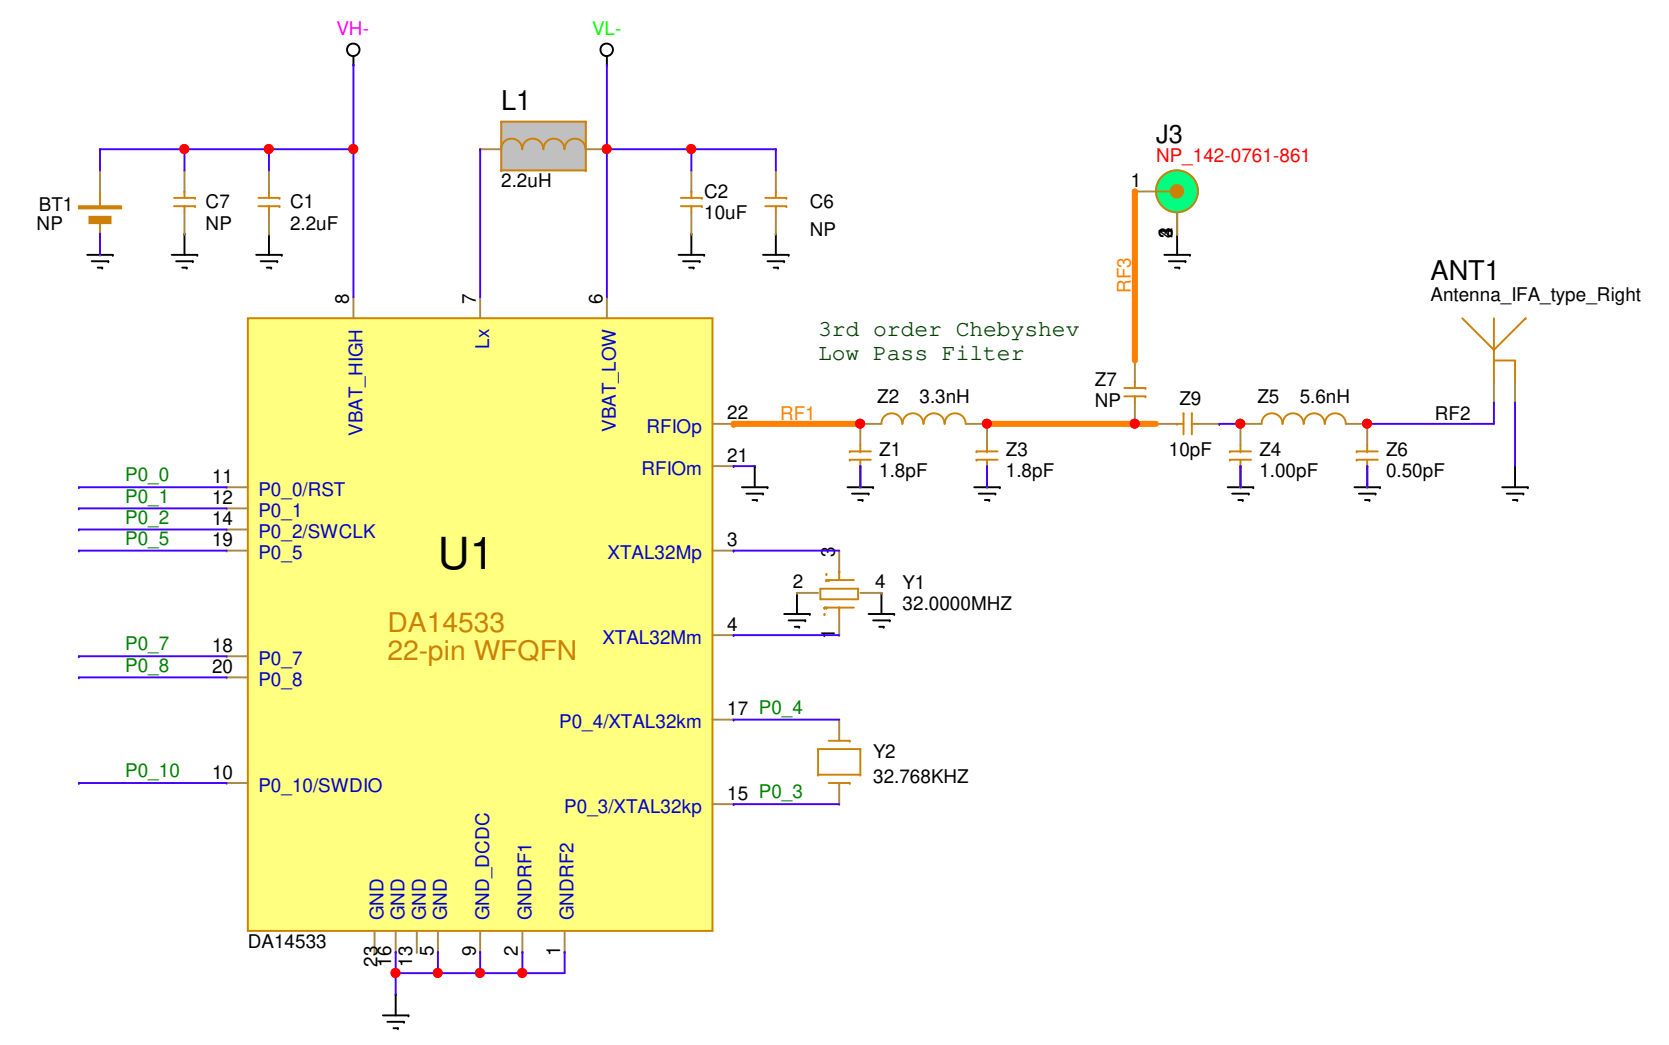 VH-
VL-
L1
2.2uH
BT1
NP
C7
NP
C1
2.2uF
C2
10uF
C6
NP
J3
NP_142-0761-861
1
RF3
ANT1
Antenna_IFA_type_Right
8
7
6
VBAT_HIGH
Lx
VBAT_LOW
3rd order Chebyshev
Low Pass Filter
Z7
NP
Z2
3.3nH
Z9
10pF
Z5
5.6nH
RF2
RFIOp
22
RF1
Z1
1.8pF
Z3
1.8pF
Z4
1.00pF
Z6
0.50pF
RFIOm
21
P0_0
11
P0_0/RST
P0_1
12
P0_1
P0_2
14
P0_2/SWCLK
P0_5
19
P0_5
U1
DA14533
22-pin WFQFN
XTAL32Mp
3
3
2
4
Y1
32.0000MHZ
1
XTAL32Mm
4
P0_7
18
P0_7
P0_8
20
P0_8
P0_4/XTAL32km
17
P0_4
Y2
32.768KHZ
P0_10
10
P0_10/SWDIO
P0_3/XTAL32kp
15
P0_3
GND
GND
GND
GND
GND_DCDC
GNDRF1
GNDRF2
DA14533
23
16
13
5
9
2
1